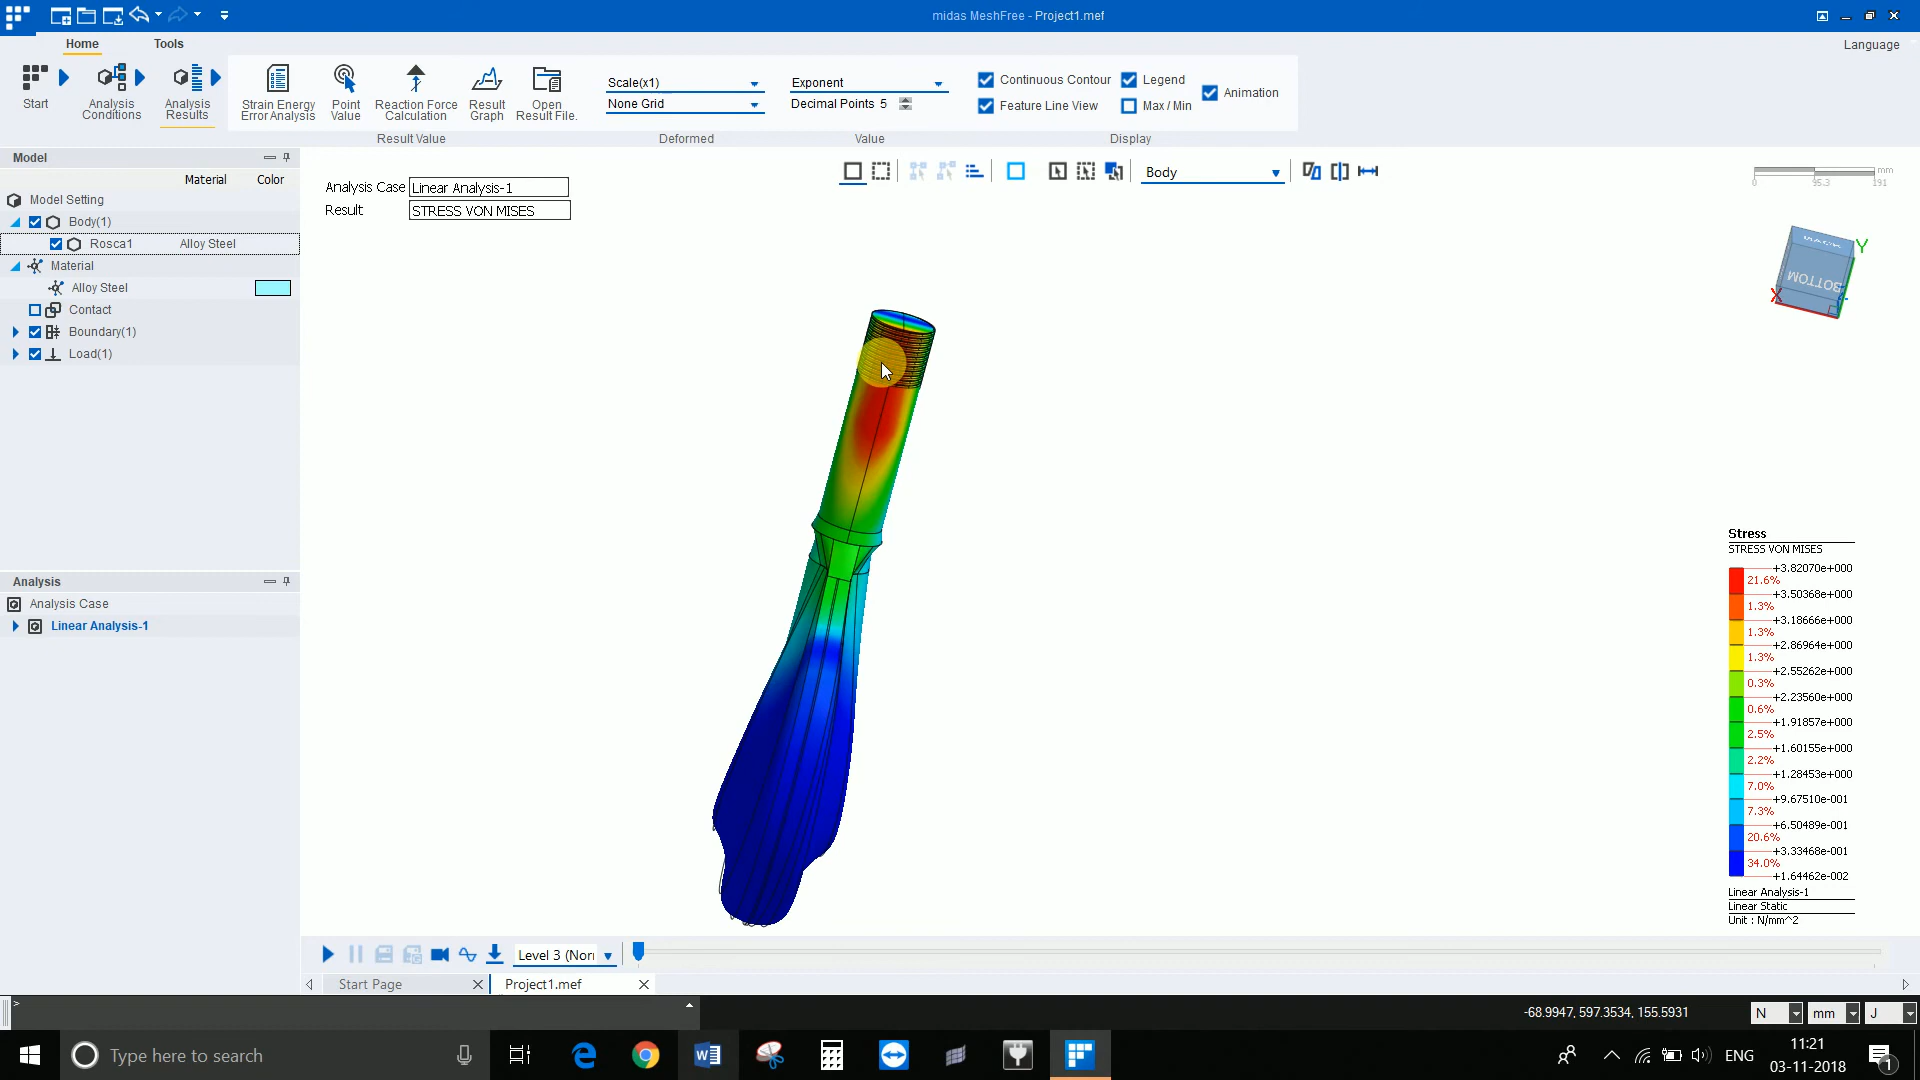 midas MeshFree - Project1.mef
Home Tools
Language
Start
Analysis Conditions
Analysis Results
Strain Energy Error Analysis
Point Value
Reaction Force Calculation
Result Graph
Open Result File.
Result Value
Scale(x1)
None Grid
Deformed
Exponent
Decimal Points 5
Value
Continuous Contour
Legend
Animation
Feature Line View
Max / Min
Display
Model
Material Color
Model Setting
Body(1)
Rosca1 Alloy Steel
Material
Alloy Steel
Contact
Boundary(1)
Load(1)
Analysis
Analysis Case
Linear Analysis-1
Analysis Case Linear Analysis-1
Result STRESS VON MISES
Body
mm
0 95.3 191
BACK
BOTTOM
X
Y
Stress
STRESS VON MISES
+3.82070e+000
21.6%
+3.50368e+000
1.3%
+3.18666e+000
1.3%
+2.86964e+000
1.3%
+2.55262e+000
0.3%
+2.23560e+000
0.6%
+1.91857e+000
2.5%
+1.60155e+000
2.2%
+1.28453e+000
7.0%
+9.67510e-001
7.3%
+6.50489e-001
20.6%
+3.33468e-001
34.0%
+1.64462e-002
Linear Analysis-1
Linear Static
Unit : N/mm^2
Level 3 (Nor
Start Page
Project1.mef
>
-68.9947, 597.3534, 155.5931
N mm J
Type here to search
ENG
11:21
03-11-2018
1